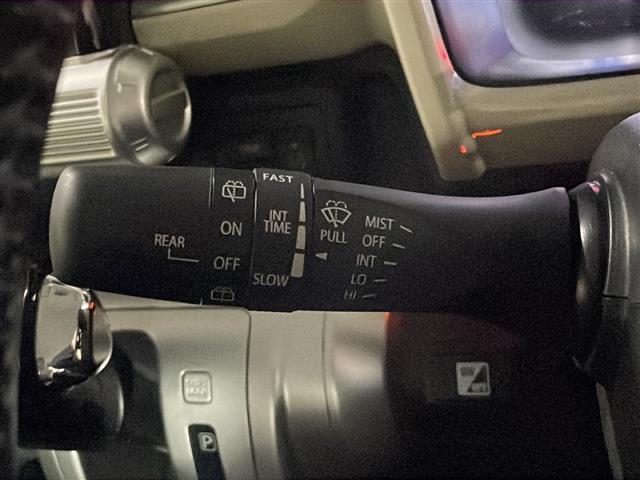 FAST
ON
INT
TIME
PULL
MIST
OFF
INT
LO
HI
REAR
OFF
SLOW
P